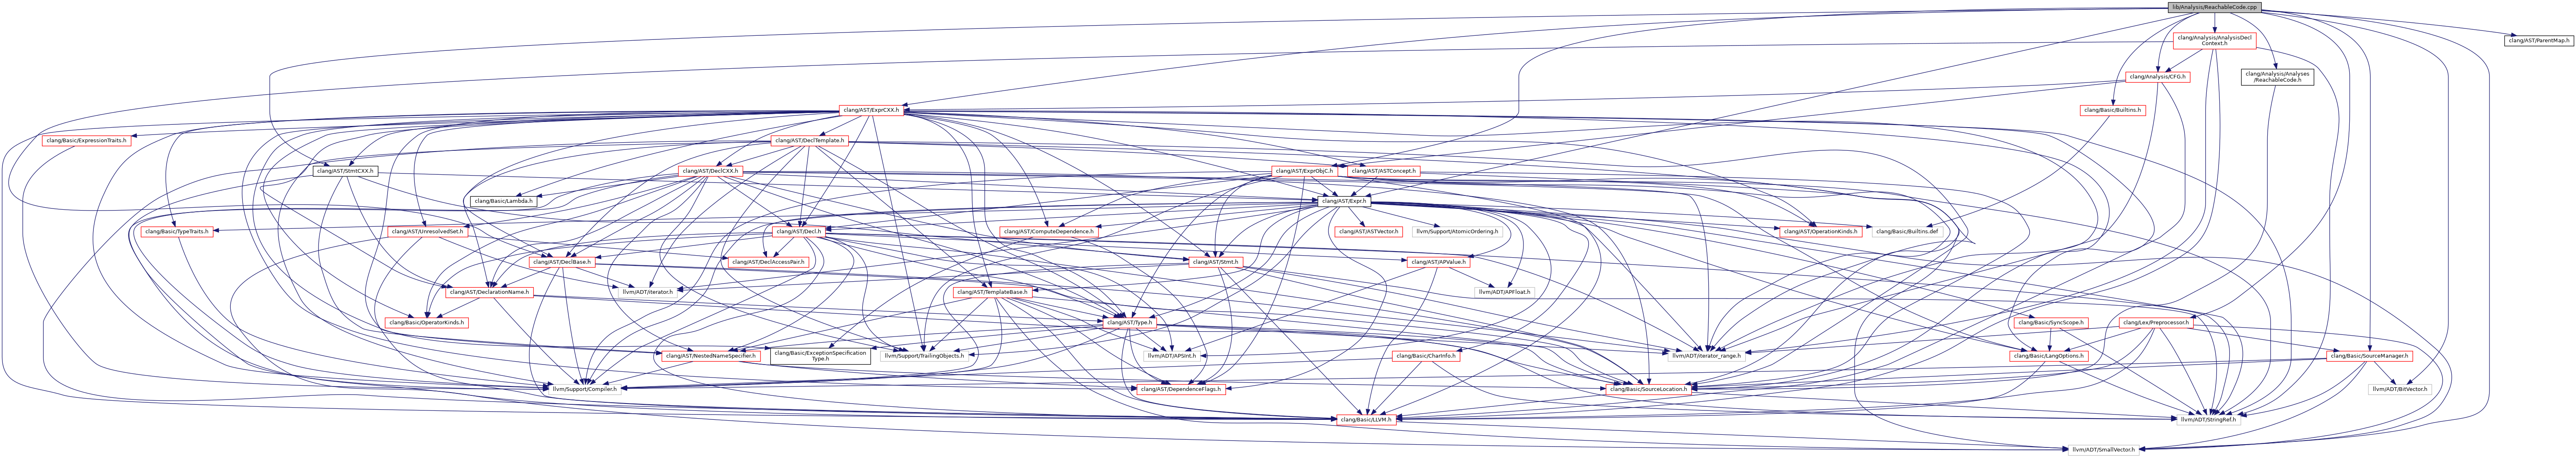 lib/Analysis/ReachableCode.cpp
clang/Analysis/AnalysisDecl
Context.h
clang/AST/ParentMap.h
clang/Analysis/CFG.h
clang/Analysis/Analyses
/ReachableCode.h
clang/AST/ExprCXX.h
clang/Basic/Builtins.h
clang/Basic/ExpressionTraits.h
clang/AST/DeclTemplate.h
clang/AST/StmtCXX.h
clang/AST/DeclCXX.h
clang/AST/ExprObjC.h
clang/AST/ASTConcept.h
clang/Basic/Lambda.h
clang/AST/Expr.h
clang/Basic/TypeTraits.h
clang/AST/UnresolvedSet.h
clang/AST/Decl.h
clang/AST/ComputeDependence.h
clang/AST/ASTVector.h
llvm/Support/AtomicOrdering.h
clang/AST/OperationKinds.h
clang/Basic/Builtins.def
clang/AST/DeclBase.h
clang/AST/DeclAccessPair.h
clang/AST/Stmt.h
clang/AST/APValue.h
clang/AST/DeclarationName.h
llvm/ADT/iterator.h
clang/AST/TemplateBase.h
llvm/ADT/APFloat.h
clang/Basic/OperatorKinds.h
clang/AST/Type.h
clang/Basic/SyncScope.h
clang/Lex/Preprocessor.h
clang/AST/NestedNameSpecifier.h
clang/Basic/ExceptionSpecification
Type.h
llvm/Support/TrailingObjects.h
llvm/ADT/APSInt.h
clang/Basic/CharInfo.h
llvm/ADT/iterator_range.h
clang/Basic/LangOptions.h
clang/Basic/SourceManager.h
llvm/Support/Compiler.h
clang/AST/DependenceFlags.h
clang/Basic/SourceLocation.h
llvm/ADT/BitVector.h
clang/Basic/LLVM.h
llvm/ADT/StringRef.h
llvm/ADT/SmallVector.h